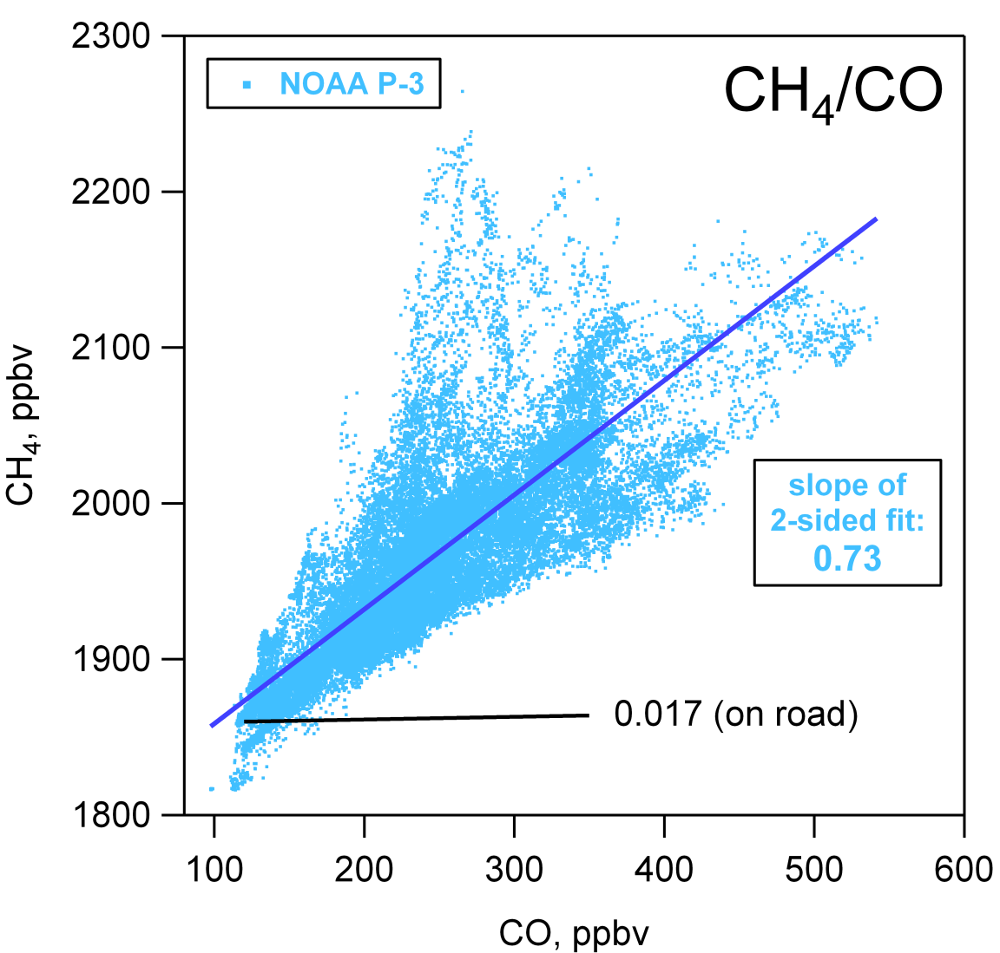 NOAA P-3
CH₄/CO
2300
2200
2100
2000
1900
1800
CH₄, ppbv
slope of
2-sided fit:
0.73
0.017 (on road)
100 200 300 400 500 600
CO, ppbv